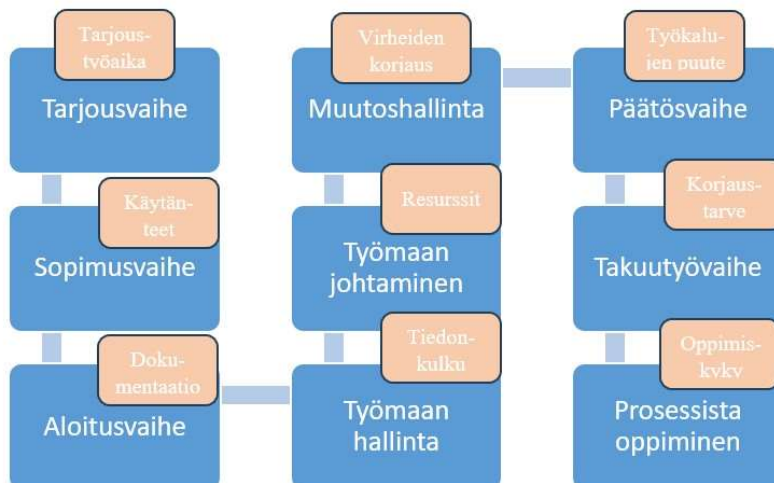 Tarjous-
työaika
Tarjousvaihe
Käytän-
teet
Sopimusvaihe
Doku-
mentaatio
Aloitusvaihe
Tiedon-
kulku
Työmaan
hallinta
Resurssit
Työmaan
johtaminen
Virheiden
korjaus
Muutoshallinta
Työkalu-
jen puute
Päätösvaihe
Korjaus-
tarve
Takuutyövaihe
Oppimis-
kyky
Prosessista
oppiminen